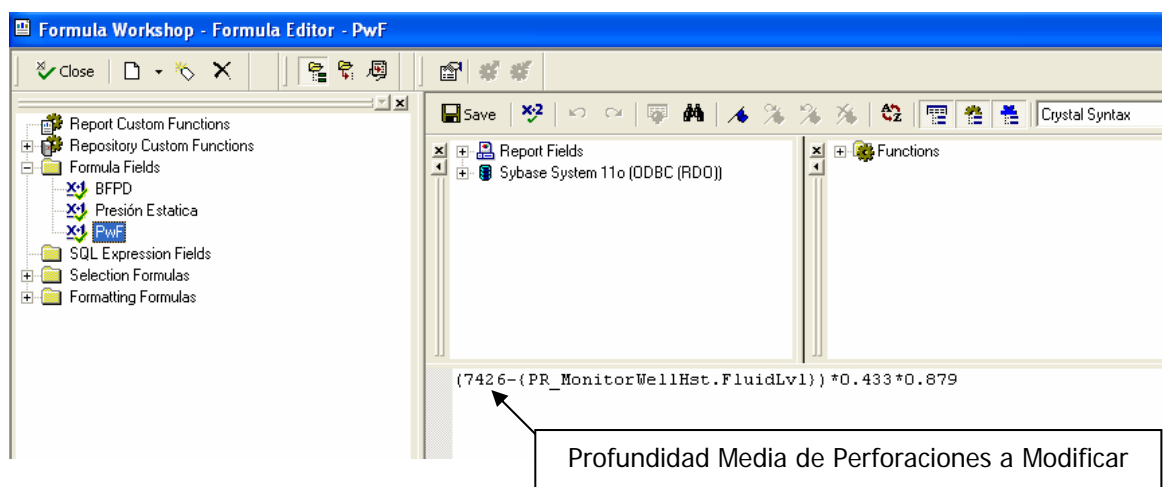 Formula Workshop - Formula Editor - PwF
Close
Save
Crystal Syntax
Report Custom Functions
Repository Custom Functions
Formula Fields
BFPD
Presión Estatica
PwF
SQL Expression Fields
Selection Formulas
Formatting Formulas
Report Fields
Sybase System 11o (ODBC (RDO))
Functions
(7426-{PR_MonitorWellHst.FluidLvl})*0.433*0.879
Profundidad Media de Perforaciones a Modificar